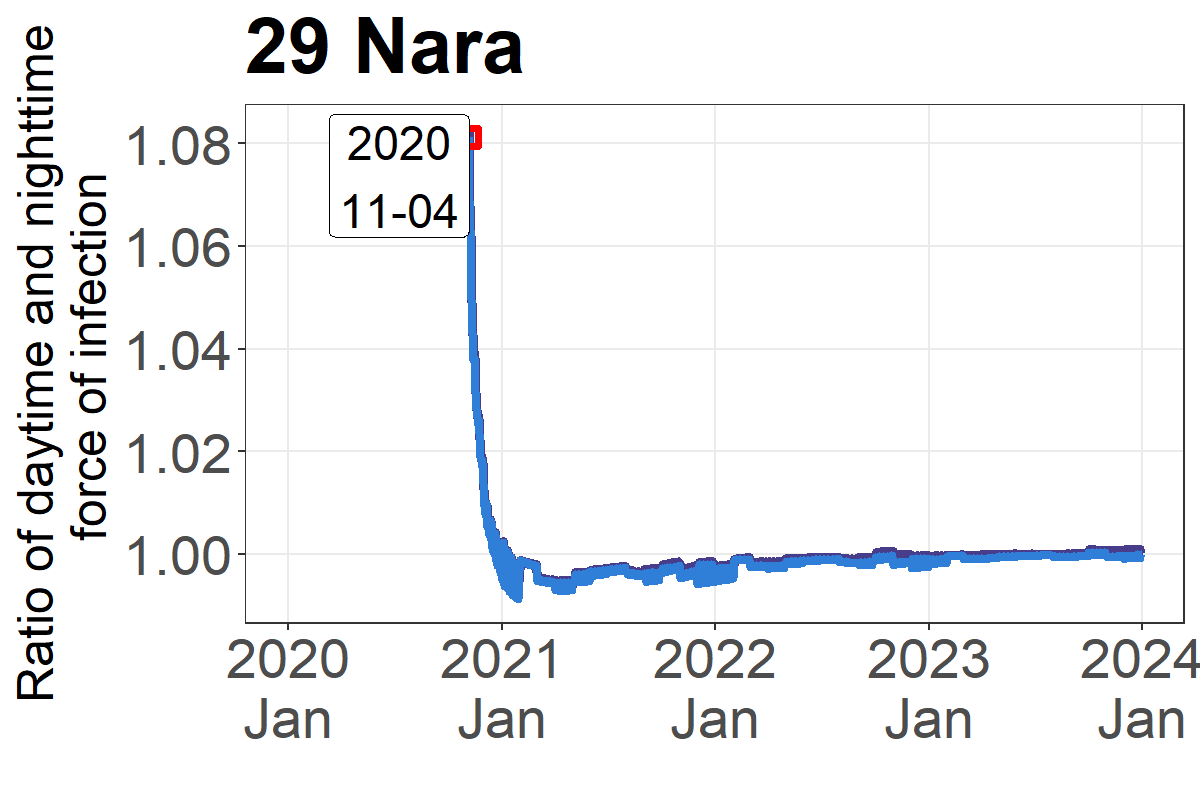 29 Nara
Ratio of daytime and nighttime
force of infection
1.08
1.06
1.04
1.02
1.00
2020
11-04
2020
Jan
2021
Jan
2022
Jan
2023
Jan
2024
Jan